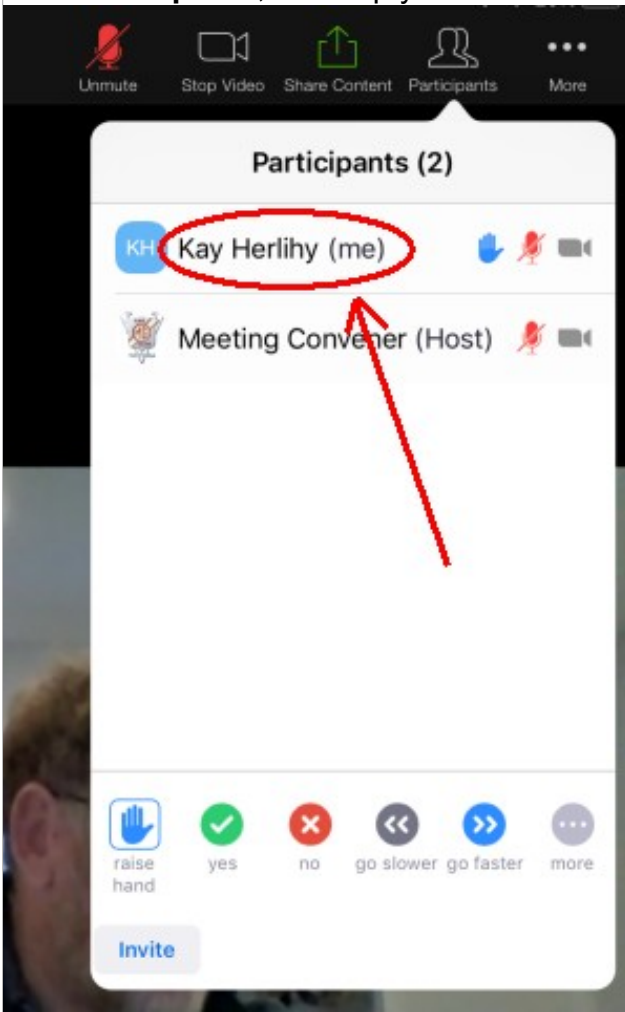 Unmute Stop Video Share Content Participants More
Participants (2)
KH Kay Herlihy (me)
Meeting Convener (Host)
raise hand yes no go slower go faster more
Invite